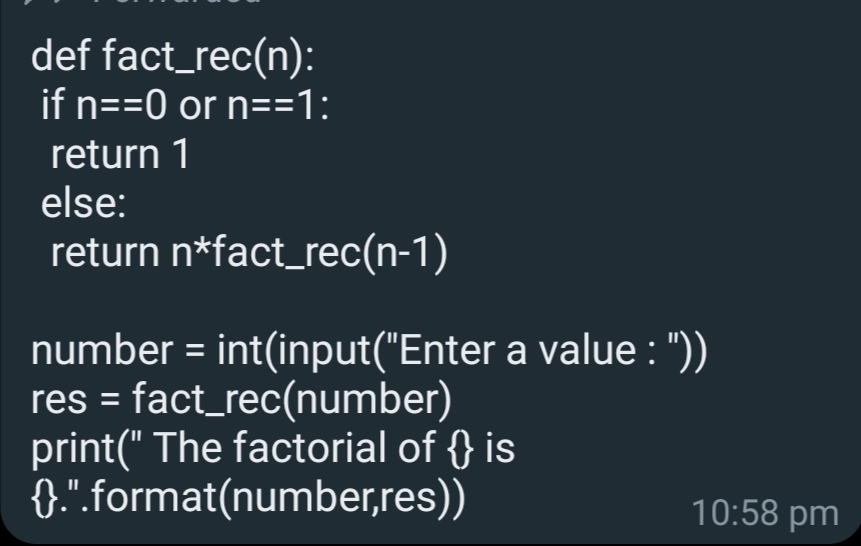 Forwarded
def fact_rec(n):
 if n==0 or n==1:
  return 1
 else:
  return n*fact_rec(n-1)

number = int(input("Enter a value : "))
res = fact_rec(number)
print(" The factorial of {} is
{}.".format(number,res))
10:58 pm